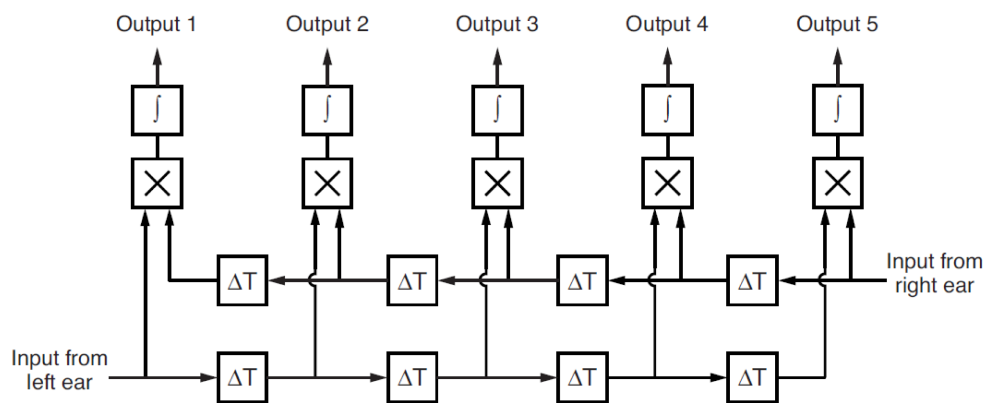 Output 1 Output 2 Output 3 Output 4 Output 5
∫ ∫ ∫ ∫ ∫
× × × × ×
ΔT ΔT ΔT ΔT
Input from
right ear
Input from
left ear
ΔT ΔT ΔT ΔT